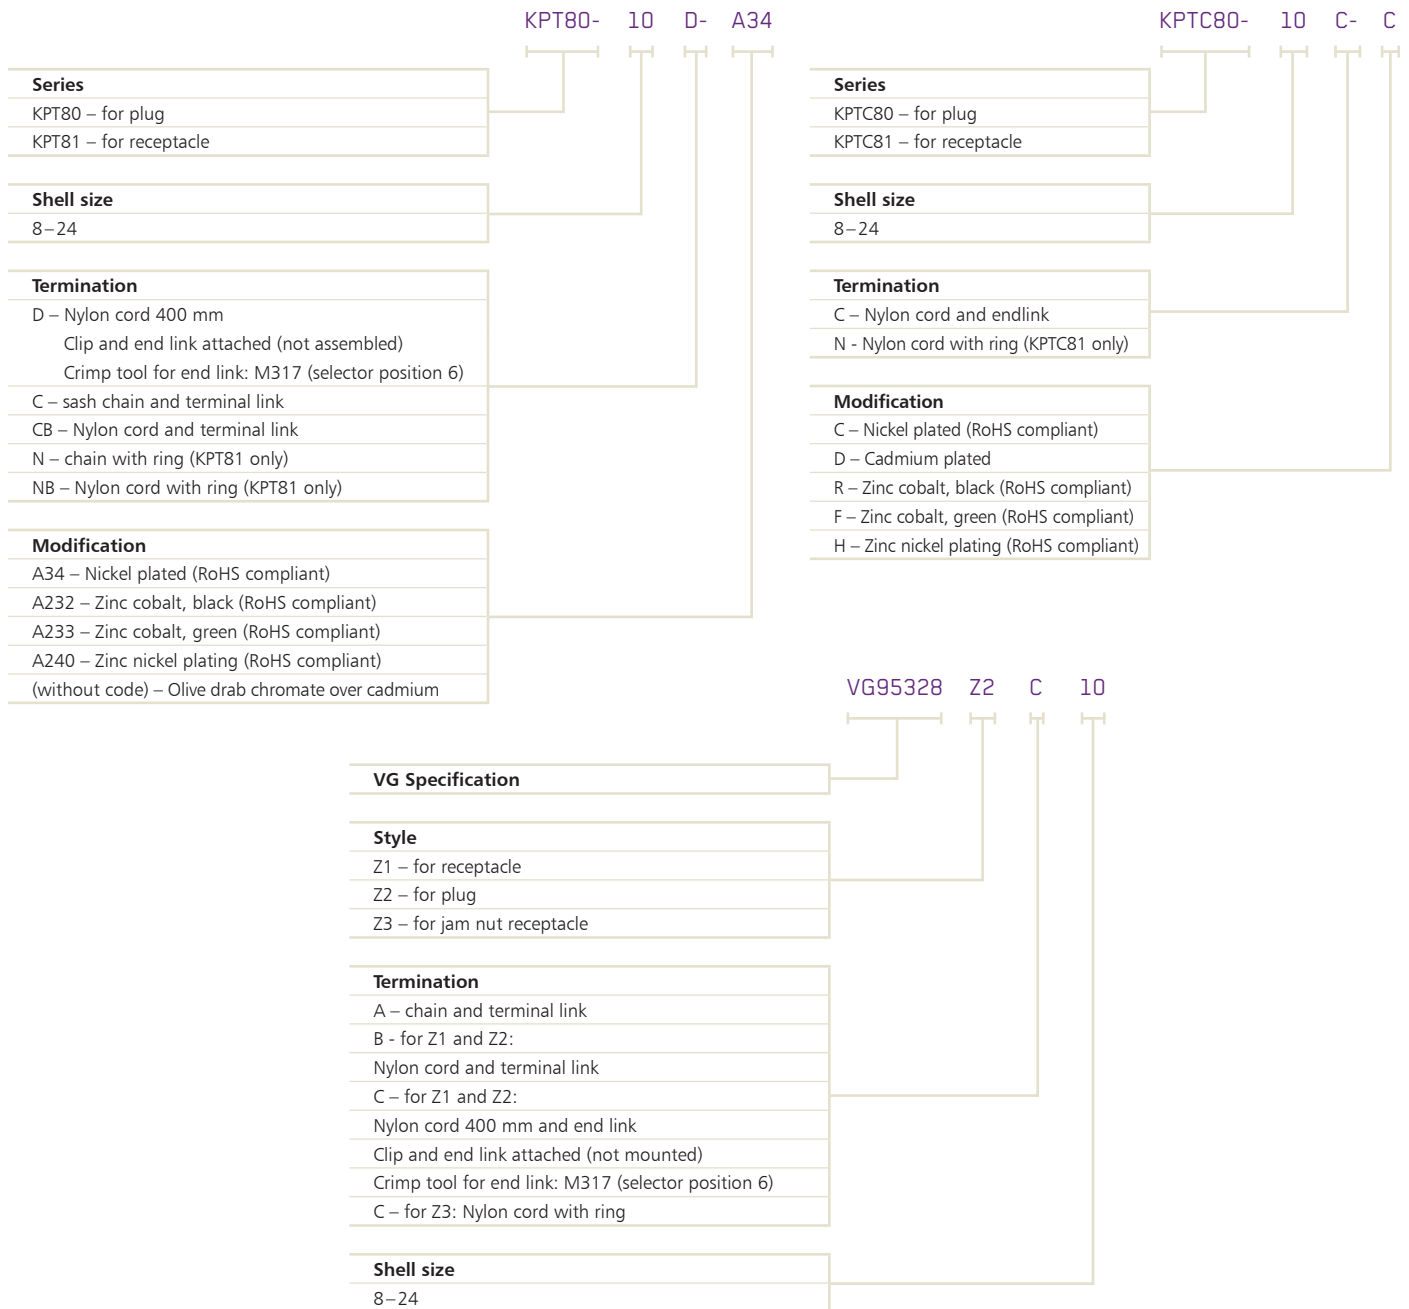 KPT80- 10 D- A34
Series
KPT80 – for plug
KPT81 – for receptacle
Shell size
8–24
Termination
D – Nylon cord 400 mm
Clip and end link attached (not assembled)
Crimp tool for end link: M317 (selector position 6)
C – sash chain and terminal link
CB – Nylon cord and terminal link
N – chain with ring (KPT81 only)
NB – Nylon cord with ring (KPT81 only)
Modification
A34 – Nickel plated (RoHS compliant)
A232 – Zinc cobalt, black (RoHS compliant)
A233 – Zinc cobalt, green (RoHS compliant)
A240 – Zinc nickel plating (RoHS compliant)
(without code) – Olive drab chromate over cadmium
KPTC80- 10 C- C
Series
KPTC80 – for plug
KPTC81 – for receptacle
Shell size
8–24
Termination
C – Nylon cord and endlink
N - Nylon cord with ring (KPTC81 only)
Modification
C – Nickel plated (RoHS compliant)
D – Cadmium plated
R – Zinc cobalt, black (RoHS compliant)
F – Zinc cobalt, green (RoHS compliant)
H – Zinc nickel plating (RoHS compliant)
VG95328 Z2 C 10
VG Specification
Style
Z1 – for receptacle
Z2 – for plug
Z3 – for jam nut receptacle
Termination
A – chain and terminal link
B - for Z1 and Z2:
Nylon cord and terminal link
C – for Z1 and Z2:
Nylon cord 400 mm and end link
Clip and end link attached (not mounted)
Crimp tool for end link: M317 (selector position 6)
C – for Z3: Nylon cord with ring
Shell size
8–24